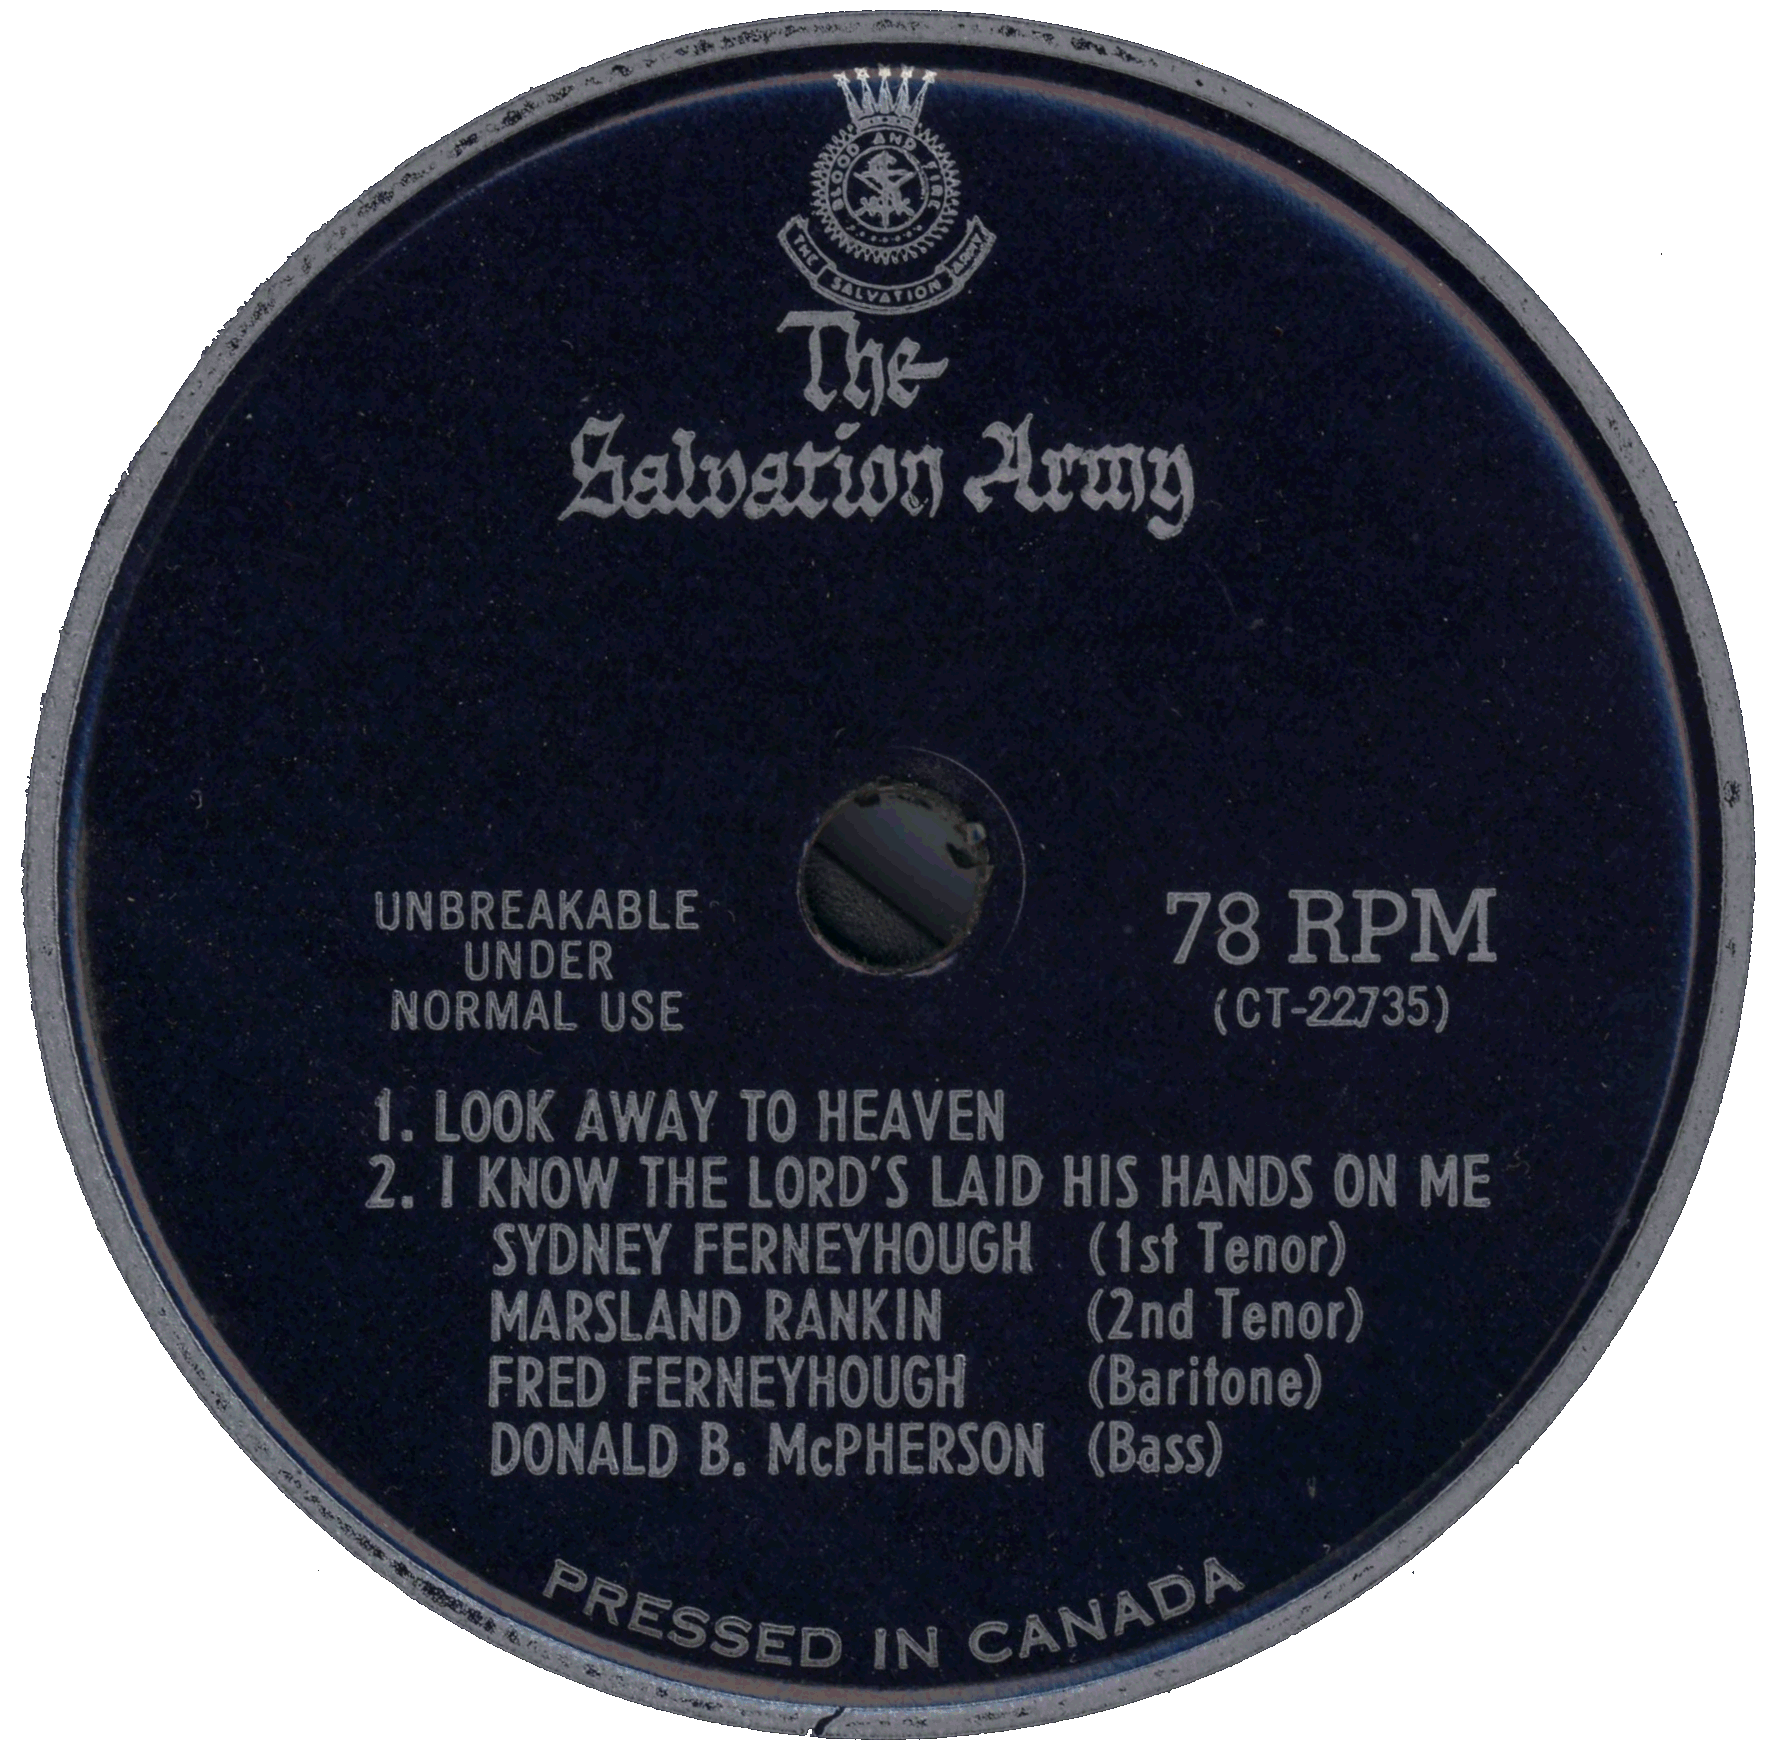 BLOOD AND FIRE
THE SALVATION ARMY
The
Salvation Army
UNBREAKABLE
UNDER
NORMAL USE
78 RPM
(CT-22735)
1. LOOK AWAY TO HEAVEN
2. I KNOW THE LORD'S LAID HIS HANDS ON ME
SYDNEY FERNEYHOUGH (1st Tenor)
MARSLAND RANKIN (2nd Tenor)
FRED FERNEYHOUGH (Baritone)
DONALD B. McPHERSON (Bass)
PRESSED IN CANADA